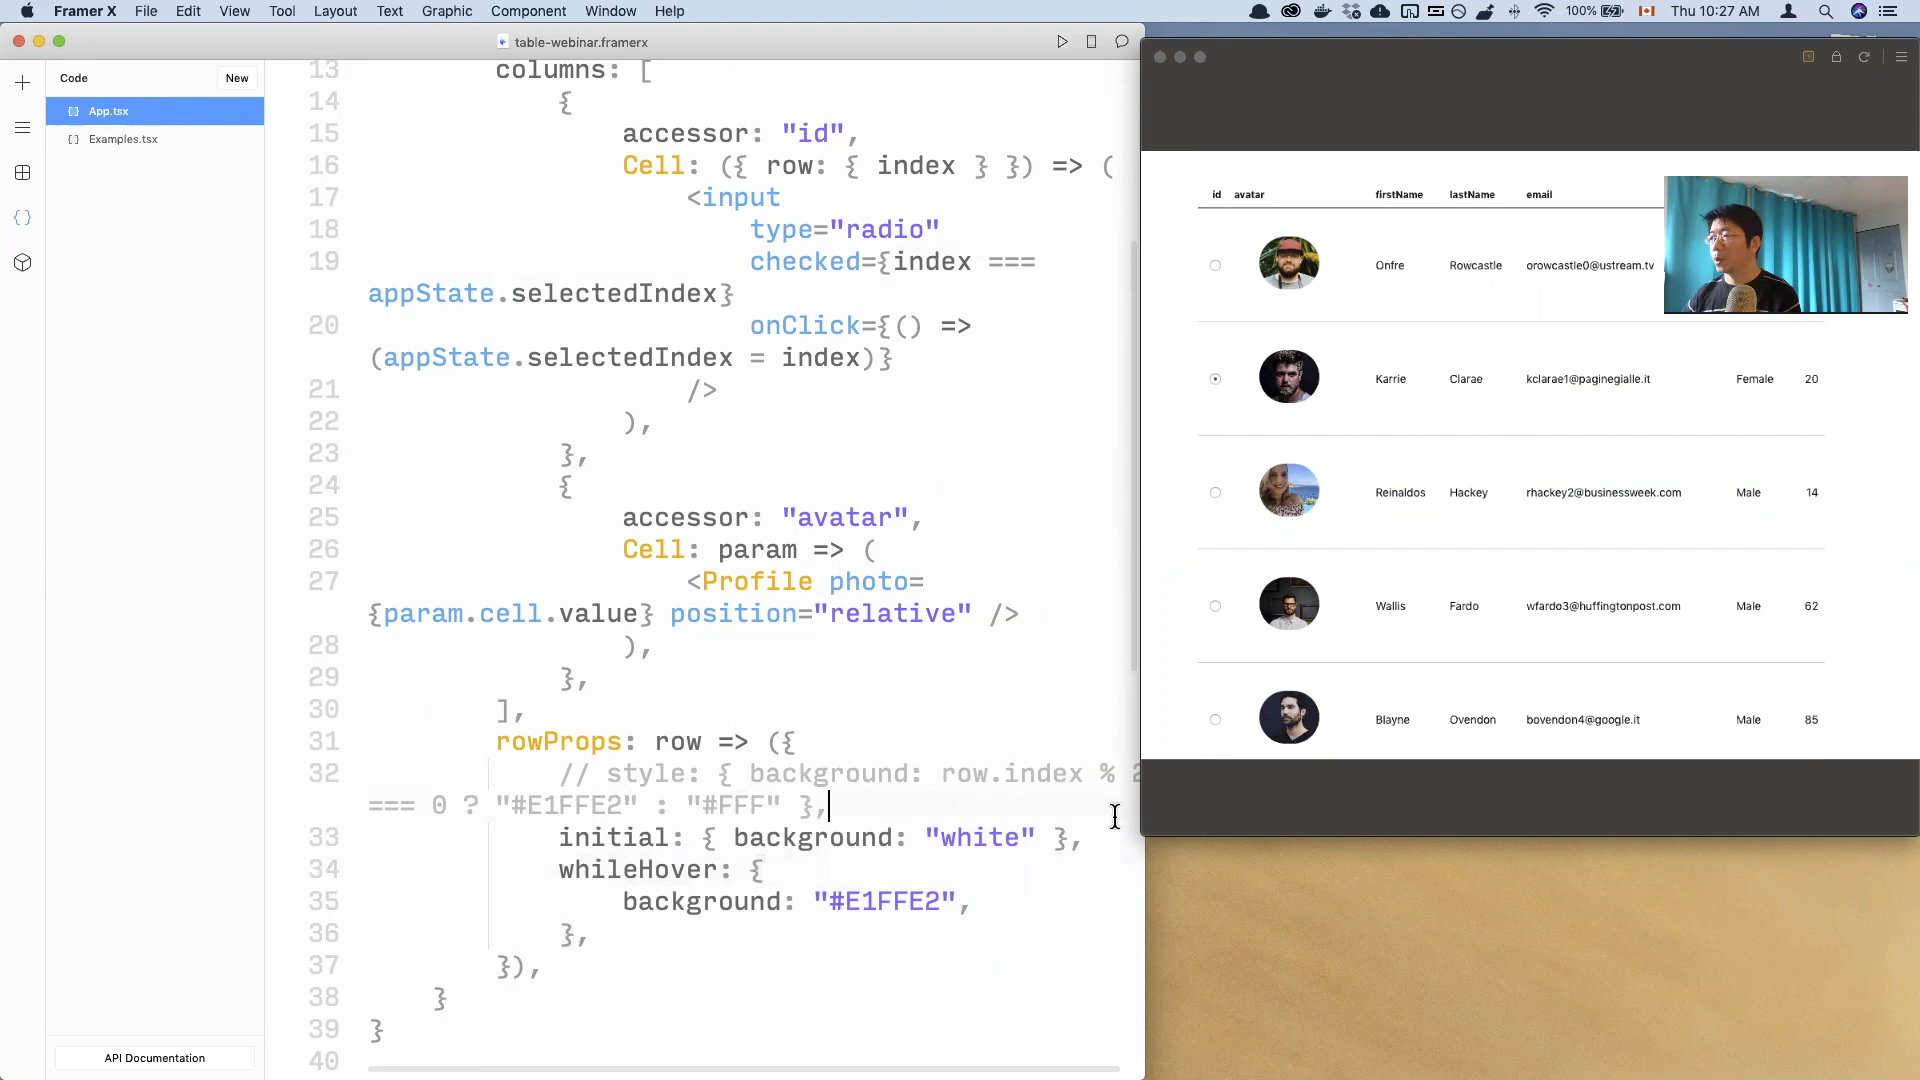 Framer X File Edit View Tool Layout Text Graphic Component Window Help 100% Thu 10:27 AM
table-webinar.framerx
Code New
App.tsx
Examples.tsx
API Documentation
13 columns: [
14 {
15 accessor: "id",
16 Cell: ({ row: { index } }) => (
17 <input
18 type="radio"
19 checked={index ===
appState.selectedIndex}
20 onClick={() =>
(appState.selectedIndex = index)}
21 />
22 ),
23 },
24 {
25 accessor: "avatar",
26 Cell: param => (
27 <Profile photo=
{param.cell.value} position="relative" />
28 ),
29 },
30 ],
31 rowProps: row => ({
32 // style: { background: row.index % 2
=== 0 ? "#E1FFE2" : "#FFF" },
33 initial: { background: "white" },
34 whileHover: {
35 background: "#E1FFE2",
36 },
37 }),
38 }
39 }
40
id avatar firstName lastName email
Onfre Rowcastle orowcastle0@ustream.tv
Karrie Clarae kclarae1@paginegialle.it Female 20
Reinaldos Hackey rhackey2@businessweek.com Male 14
Wallis Fardo wfardo3@huffingtonpost.com Male 62
Blayne Ovendon bovendon4@google.it Male 85